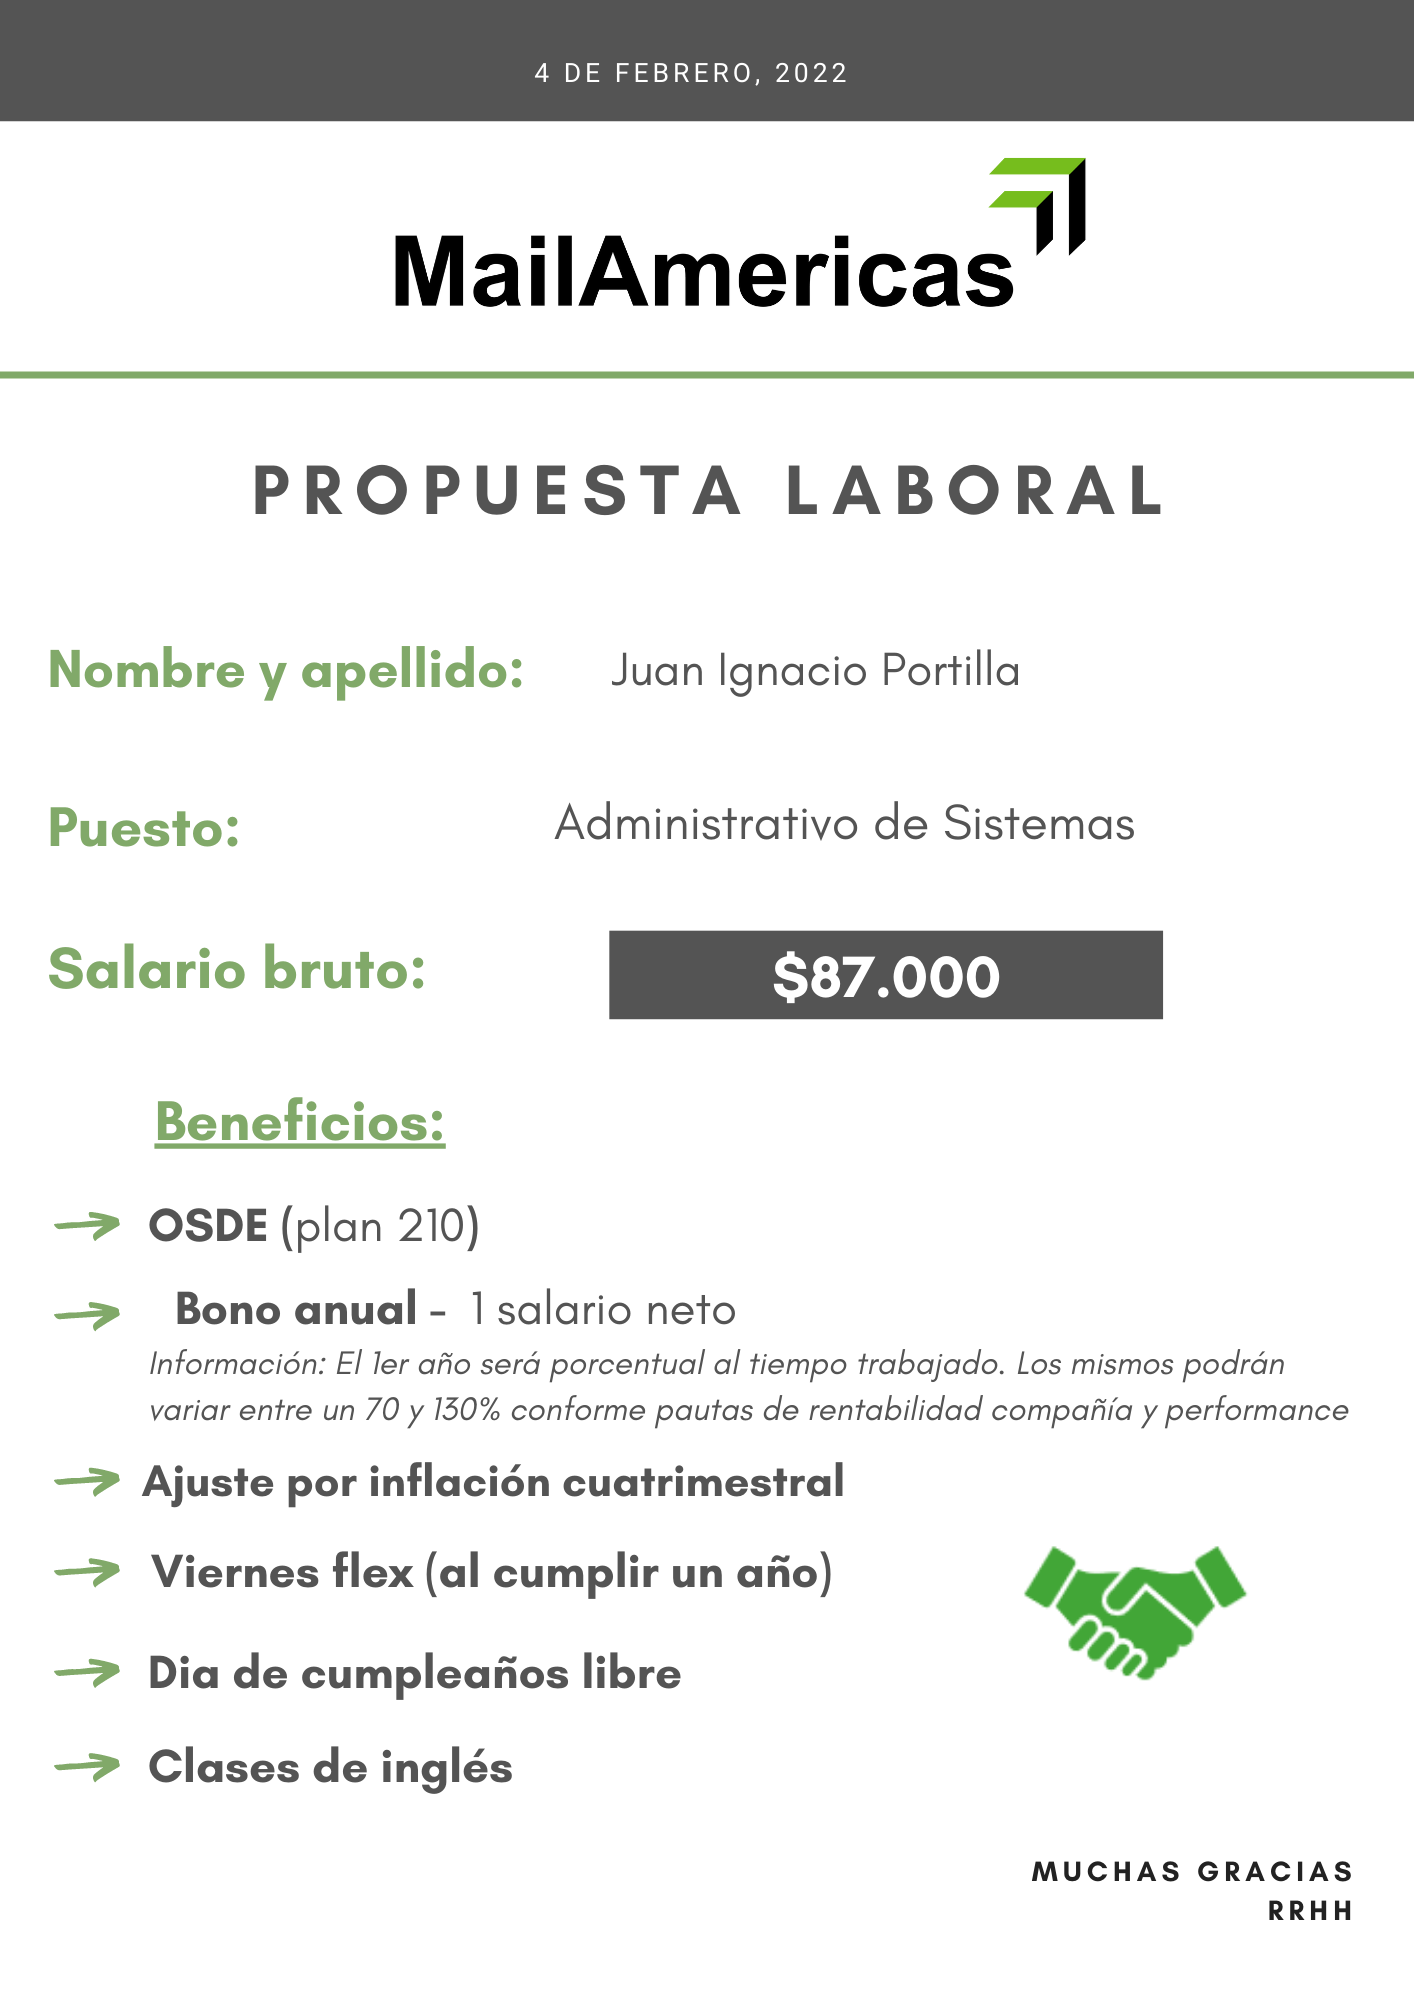 4 DE FEBRERO, 2022
MailAmericas
PROPUESTA LABORAL
Nombre y apellido: Juan Ignacio Portilla
Puesto: Administrativo de Sistemas
Salario bruto: $87.000
Beneficios:
OSDE (plan 210)
Bono anual - 1 salario neto
Información: El 1er año será porcentual al tiempo trabajado. Los mismos podrán
variar entre un 70 y 130% conforme pautas de rentabilidad compañía y performance
Ajuste por inflación cuatrimestral
Viernes flex (al cumplir un año)
Dia de cumpleaños libre
Clases de inglés
MUCHAS GRACIAS
RRHH